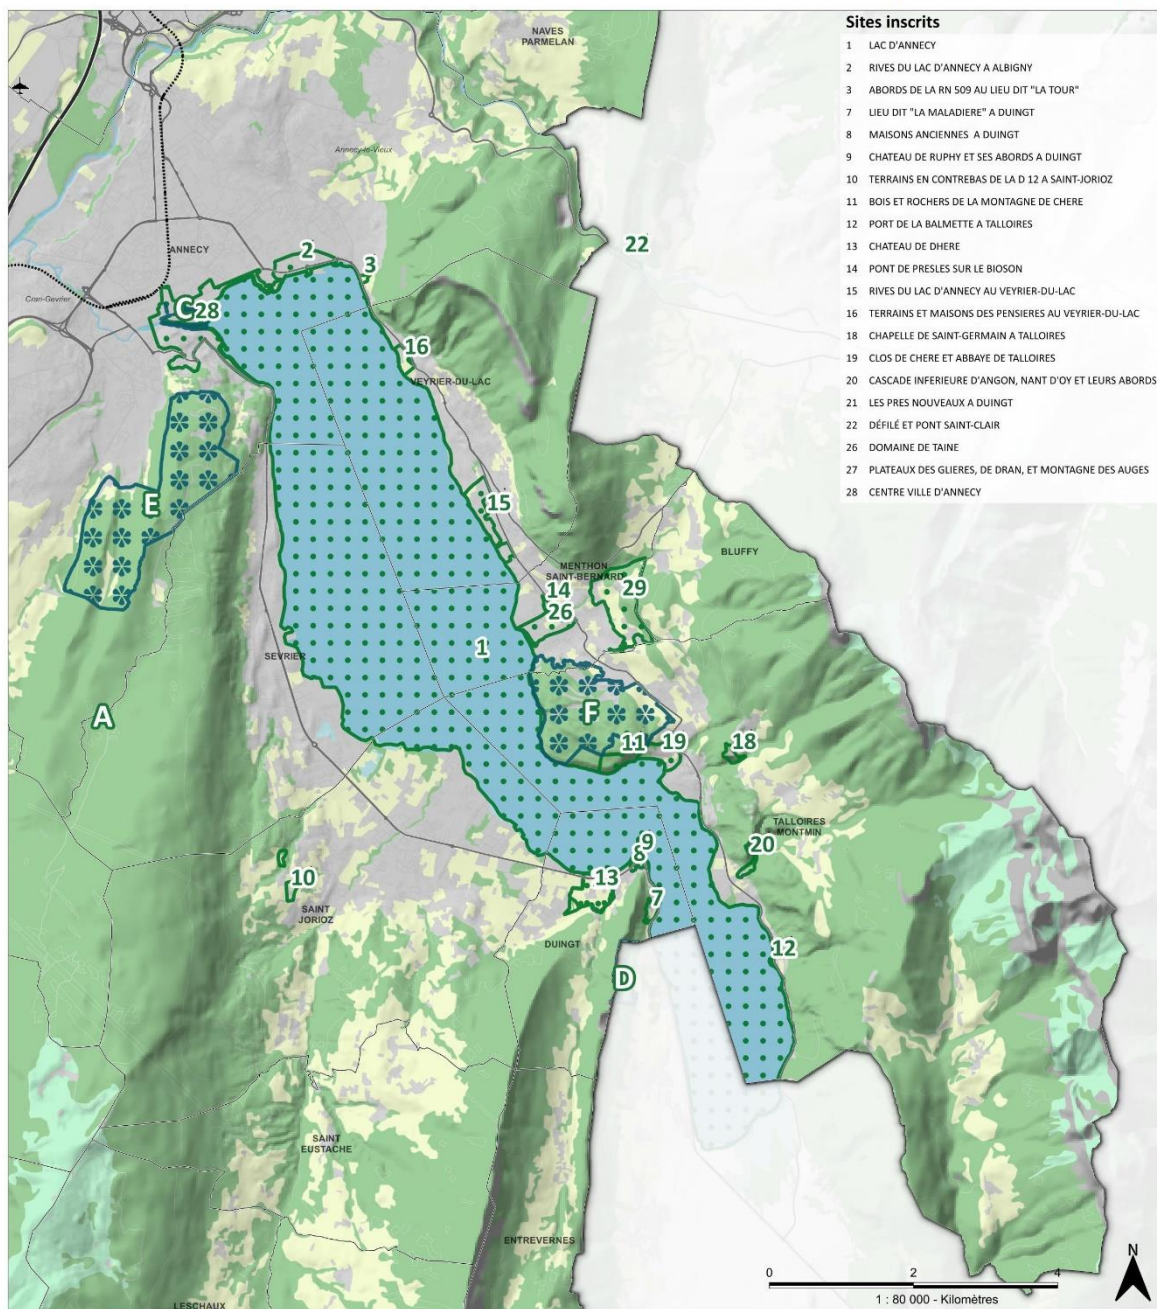 Sites inscrits
1 LAC D'ANNECY
2 RIVES DU LAC D'ANNECY A ALBIGNY
3 ABORDS DE LA RN 509 AU LIEU DIT "LA TOUR"
7 LIEU DIT "LA MALADIERE" A DUINGT
8 MAISONS ANCIENNES A DUINGT
9 CHATEAU DE RUPHY ET SES ABORDS A DUINGT
10 TERRAINS EN CONTREBAS DE LA D 12 A SAINT-JORIOZ
11 BOIS ET ROCHERS DE LA MONTAGNE DE CHERE
12 PORT DE LA BALMETTE A TALLOIRES
13 CHATEAU DE DHERE
14 PONT DE PRESLES SUR LE BIOSON
15 RIVES DU LAC D'ANNECY AU VEYRIER-DU-LAC
16 TERRAINS ET MAISONS DES PENSIERES AU VEYRIER-DU-LAC
18 CHAPELLE DE SAINT-GERMAIN A TALLOIRES
19 CLOS DE CHERE ET ABBAYE DE TALLOIRES
20 CASCADE INFERIEURE D'ANGON, NANT D'OY ET LEURS ABORDS
21 LES PRES NOUVEAUX A DUINGT
22 DÉFILÉ ET PONT SAINT-CLAIR
26 DOMAINE DE TAINE
27 PLATEAUX DES GLIERES, DE DRAN, ET MONTAGNE DES AUGES
28 CENTRE VILLE D'ANNECY
NAVES
PARMELAN
Annecy-le-Vieux
ANNECY
2
3
22
Cran-Gevrier
C
28
16
VEYRIER-DU-LAC
E
15
BLUFFY
MENTHON
SAINT-BERNARD
14
29
26
1
SEVRIER
A
F
11
19
18
TALLOIRES
MONTMIN
9
8
20
10
13
7
SAINT
JORIOZ
DUINGT
12
D
SAINT
EUSTACHE
ENTREVERNES
LESCHAUX
N
0 2 4
1 : 80 000 - Kilomètres